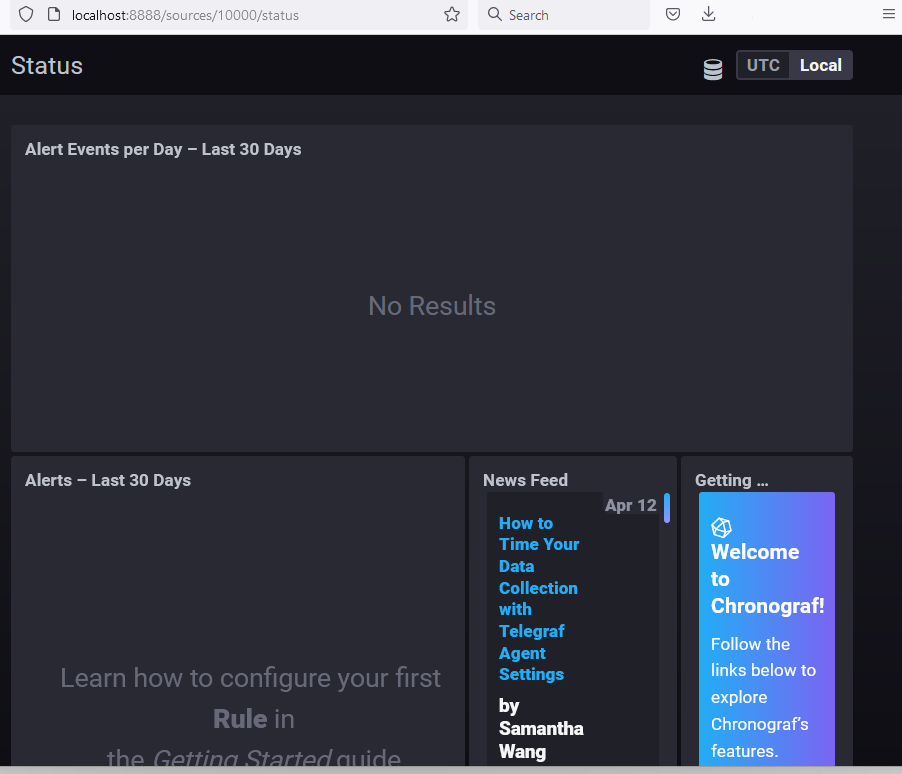 localhost:8888/sources/10000/status
Search
Status
UTC
Local
Alert Events per Day – Last 30 Days
No Results
Alerts – Last 30 Days
Learn how to configure your first
Rule in
the Getting Started guide
News Feed
Apr 12
How to
Time Your
Data
Collection
with
Telegraf
Agent
Settings
by
Samantha
Wang
Getting ...
Welcome
to
Chronograf!
Follow the
links below to
explore
Chronograf's
features.